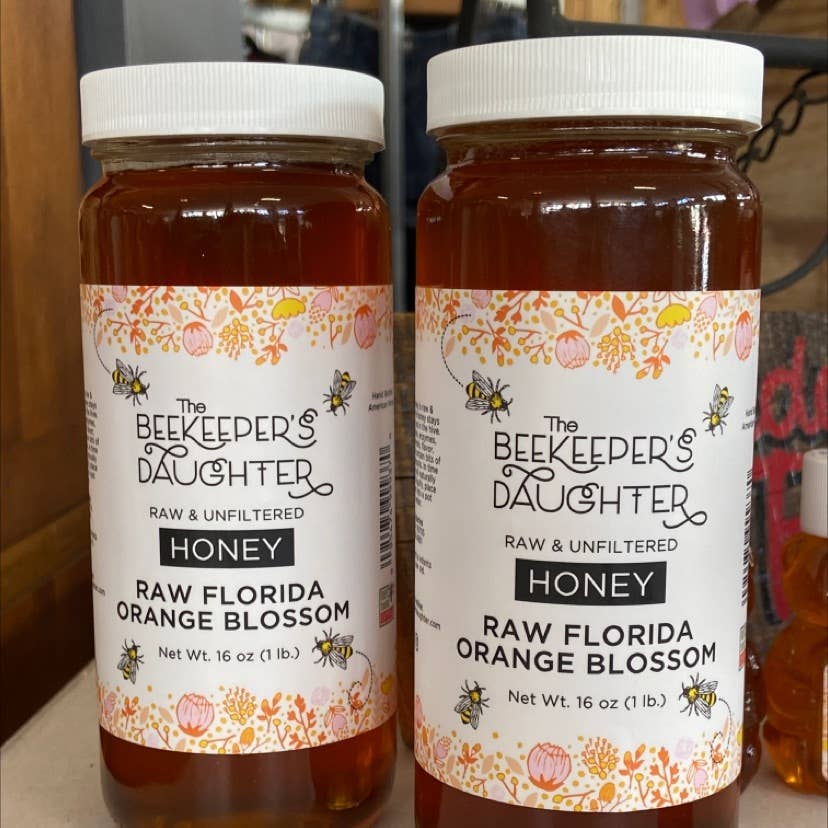 The
BEEKEEPER'S
DAUGHTER
RAW & UNFILTERED
HONEY
RAW FLORIDA
ORANGE BLOSSOM
Net Wt. 16 oz (1 lb.)
The
BEEKEEPER'S
DAUGHTER
RAW & UNFILTERED
HONEY
RAW FLORIDA
ORANGE BLOSSOM
Net Wt. 16 oz (1 lb.)